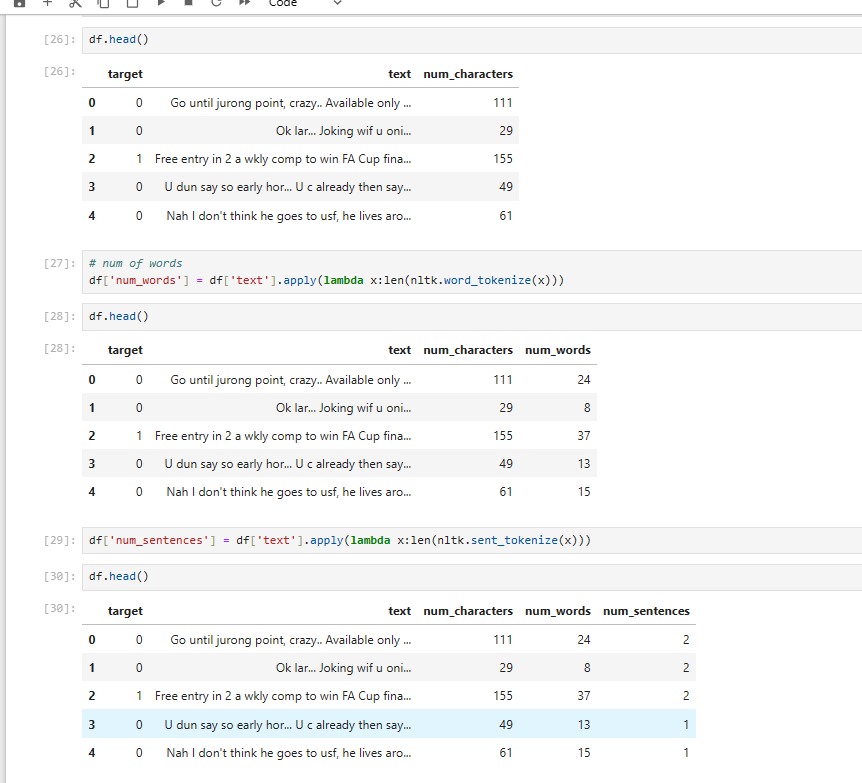 Code
[26]: df.head()
[26]: target text num_characters
0 0 Go until jurong point, crazy.. Available only ... 111
1 0 Ok lar... Joking wif u oni... 29
2 1 Free entry in 2 a wkly comp to win FA Cup fina... 155
3 0 U dun say so early hor... U c already then say... 49
4 0 Nah I don't think he goes to usf, he lives aro... 61
[27]: # num of words
df['num_words'] = df['text'].apply(lambda x:len(nltk.word_tokenize(x)))
[28]: df.head()
[28]: target text num_characters num_words
0 0 Go until jurong point, crazy.. Available only ... 111 24
1 0 Ok lar... Joking wif u oni... 29 8
2 1 Free entry in 2 a wkly comp to win FA Cup fina... 155 37
3 0 U dun say so early hor... U c already then say... 49 13
4 0 Nah I don't think he goes to usf, he lives aro... 61 15
[29]: df['num_sentences'] = df['text'].apply(lambda x:len(nltk.sent_tokenize(x)))
[30]: df.head()
[30]: target text num_characters num_words num_sentences
0 0 Go until jurong point, crazy.. Available only ... 111 24 2
1 0 Ok lar... Joking wif u oni... 29 8 2
2 1 Free entry in 2 a wkly comp to win FA Cup fina... 155 37 2
3 0 U dun say so early hor... U c already then say... 49 13 1
4 0 Nah I don't think he goes to usf, he lives aro... 61 15 1